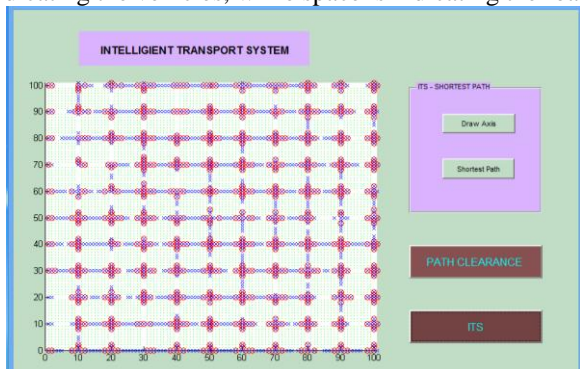 INTELLIGIENT TRANSPORT SYSTEM
ITS - SHORTEST PATH
Draw Axis
Shortest Path
PATH CLEARANCE
ITS
100
90
80
70
60
50
40
30
20
10
0
0 10 20 30 40 50 60 70 80 90 100